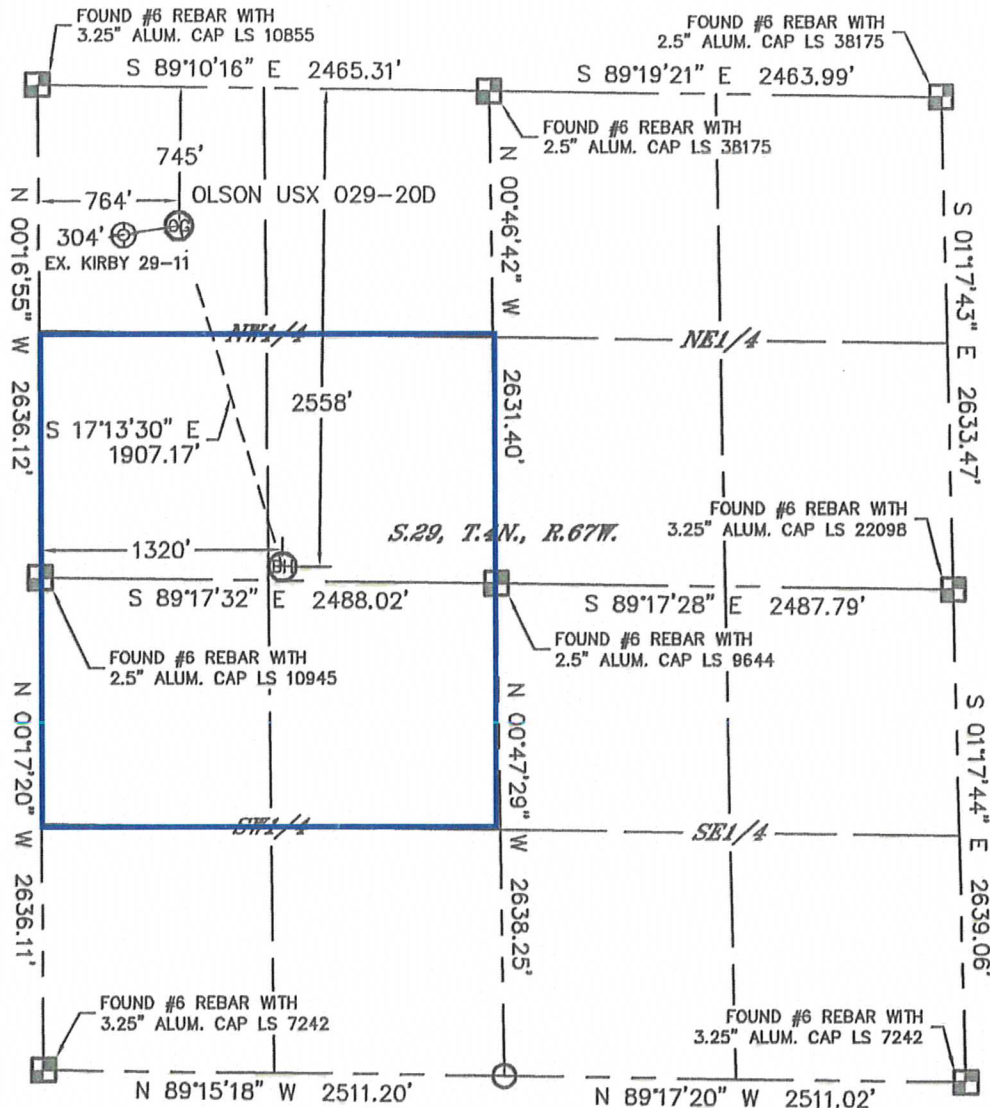 FOUND #6 REBAR WITH
3.25" ALUM. CAP LS 10855
FOUND #6 REBAR WITH
2.5" ALUM. CAP LS 38175
S 89°10'16" E 2465.31'
S 89°19'21" E 2463.99'
FOUND #6 REBAR WITH
2.5" ALUM. CAP LS 38175
745'
764'
OLSON USX 029-20D
OG
304'
EX. KIRBY 29-11
N 00°16'55" W 2636.12'
N 00°46'42" W 2631.40'
S 01°17'43" E 2633.47'
NW1/4
NE1/4
2558'
S 17°13'30" E
1907.17'
S.29, T.4N., R.67W.
FOUND #6 REBAR WITH
3.25" ALUM. CAP LS 22098
1320'
BH
S 89°17'32" E 2488.02'
S 89°17'28" E 2487.79'
FOUND #6 REBAR WITH
2.5" ALUM. CAP LS 10945
FOUND #6 REBAR WITH
2.5" ALUM. CAP LS 9644
N 00°17'20" W 2636.11'
N 00°47'29" W 2638.25'
S 01°17'44" E 2639.06'
SW1/4
SE1/4
FOUND #6 REBAR WITH
3.25" ALUM. CAP LS 7242
FOUND #6 REBAR WITH
3.25" ALUM. CAP LS 7242
N 89°15'18" W 2511.20'
N 89°17'20" W 2511.02'